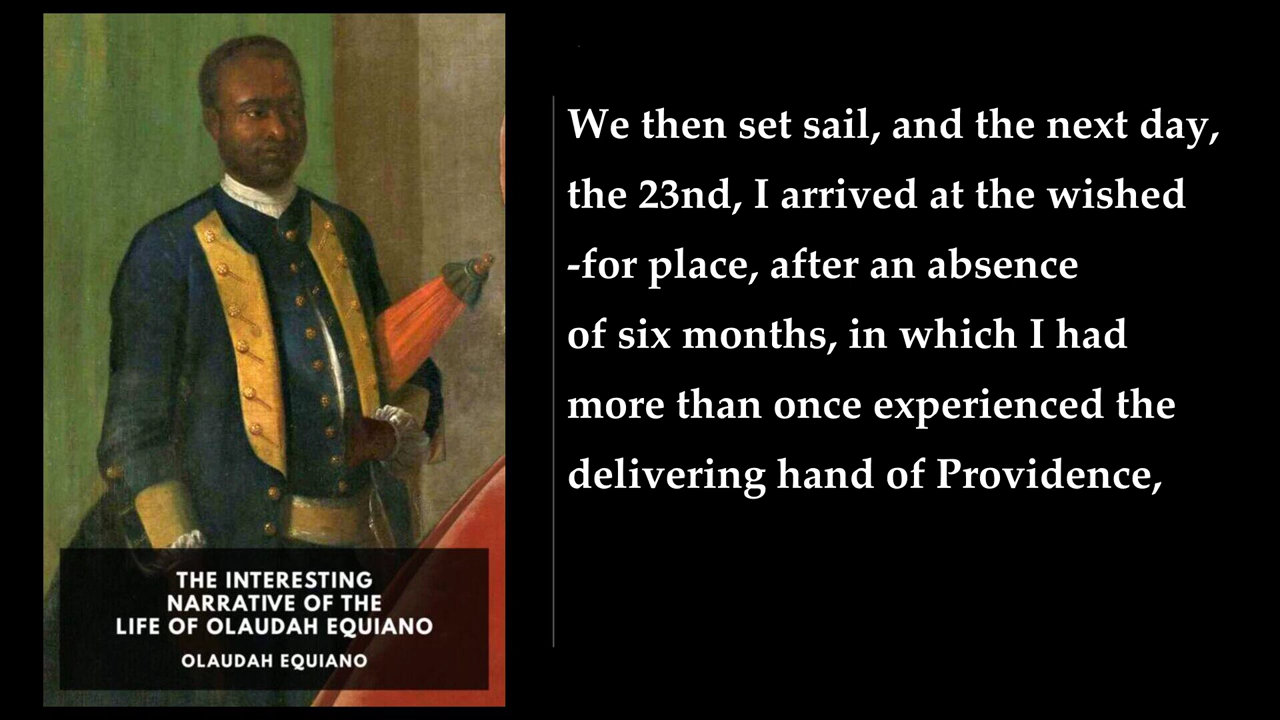 We then set sail, and the next day,
the 23nd, I arrived at the wished
-for place, after an absence
of six months, in which I had
more than once experienced the
delivering hand of Providence,
THE INTERESTING
NARRATIVE OF THE
LIFE OF OLAUDAH EQUIANO
OLAUDAH EQUIANO